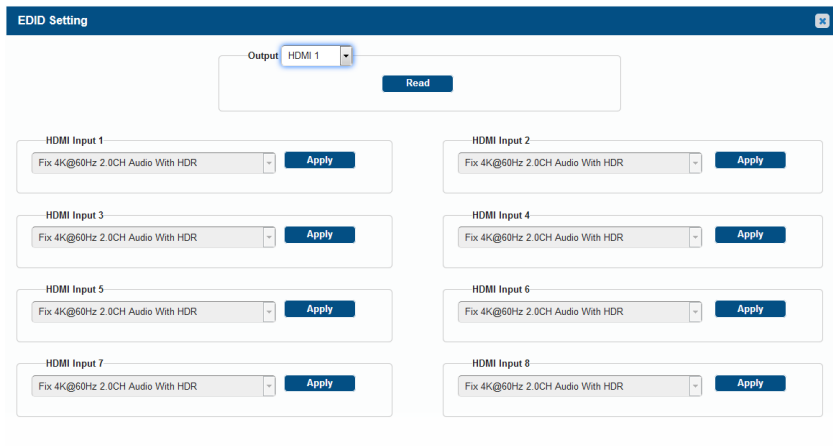 EDID Setting
Output HDMI 1
Read
HDMI Input 1
Fix 4K@60Hz 2.0CH Audio With HDR Apply
HDMI Input 2
Fix 4K@60Hz 2.0CH Audio With HDR Apply
HDMI Input 3
Fix 4K@60Hz 2.0CH Audio With HDR Apply
HDMI Input 4
Fix 4K@60Hz 2.0CH Audio With HDR Apply
HDMI Input 5
Fix 4K@60Hz 2.0CH Audio With HDR Apply
HDMI Input 6
Fix 4K@60Hz 2.0CH Audio With HDR Apply
HDMI Input 7
Fix 4K@60Hz 2.0CH Audio With HDR Apply
HDMI Input 8
Fix 4K@60Hz 2.0CH Audio With HDR Apply